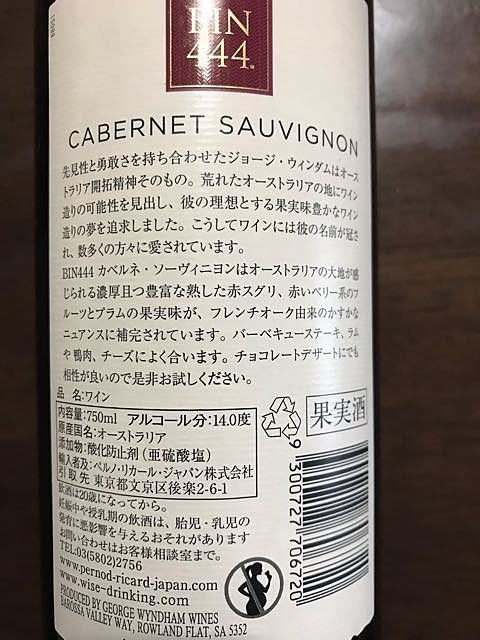 BIN
444
CABERNET SAUVIGNON
先見性と勇敢さを持ち合わせたジョージ・ウィンダムはオース
トラリア開拓精神そのもの。荒れたオーストラリアの地にワイン
造りの可能性を見出し、彼の理想とする果実味豊かなワイン
造りの夢を追求しました。こうしてワインには彼の名前が冠さ
れ、数多くの方々に愛されています。
BIN444 カベルネ・ソーヴィニヨンはオーストラリアの大地が感
じられる濃厚且つ豊富な熟した赤スグリ、赤いベリー系のフ
ルーツとプラムの果実味が、フレンチオーク由来のかすかな
ニュアンスに補完されています。バーベキューステーキ、ラム
や鴨肉、チーズによく合います。チョコレートデザートにでも
相性が良いので是非お試しください。
品 名:ワイン
内容量:750ml アルコール分:14.0度
原産国名:オーストラリア
添加物:酸化防止剤(亜硫酸塩)
輸入者及:ペルノ・リカール・ジャパン株式会社
引取先 東京都文京区後楽2-6-1
果実酒
飲酒は20歳になってから。
妊娠中や授乳期の飲酒は、胎児・乳児の
発育に悪影響を与えるおそれがあります
お問い合わせはお客様相談室まで。
TEL:03(5802)2756
www.pernod-ricard-japan.com
www.wise-drinking.com
PRODUCED BY GEORGE WYNDHAM WINES
BAROSSA VALLEY WAY, ROWLAND FLAT, SA 5352
9 300727 706720